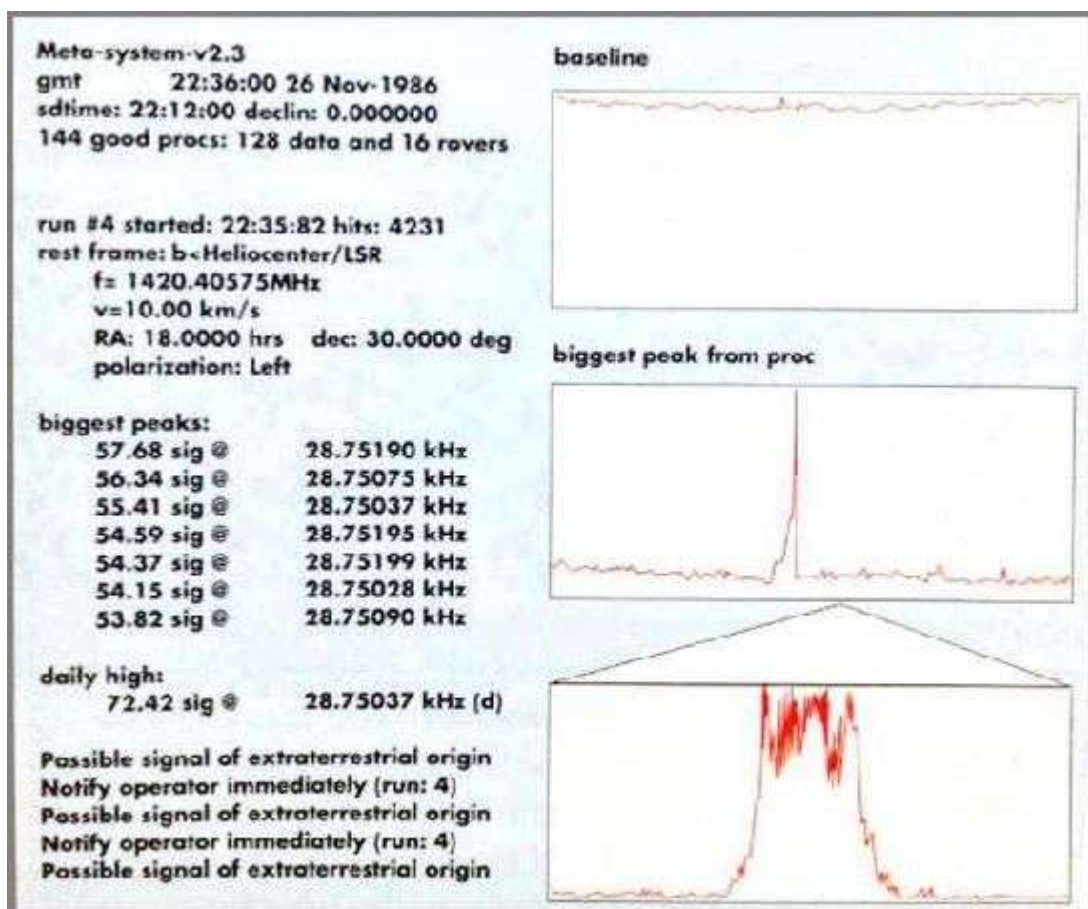 Meta-system-v2.3
gmt 22:36:00 26 Nov-1986
sdtime: 22:12:00 declin: 0.000000
144 good procs: 128 data and 16 rovers
run #4 started: 22:35:82 hits: 4231
rest frame: b<Heliocenter/LSR
f= 1420.40575MHz
v=10.00 km/s
RA: 18.0000 hrs dec: 30.0000 deg
polarization: Left
biggest peaks:
57.68 sig @ 28.75190 kHz
56.34 sig @ 28.75075 kHz
55.41 sig @ 28.75037 kHz
54.59 sig @ 28.75195 kHz
54.37 sig @ 28.75199 kHz
54.15 sig @ 28.75028 kHz
53.82 sig @ 28.75090 kHz
daily high:
72.42 sig @ 28.75037 kHz (d)
Possible signal of extraterrestrial origin
Notify operator immediately (run: 4)
Possible signal of extraterrestrial origin
Notify operator immediately (run: 4)
Possible signal of extraterrestrial origin
baseline
biggest peak from proc